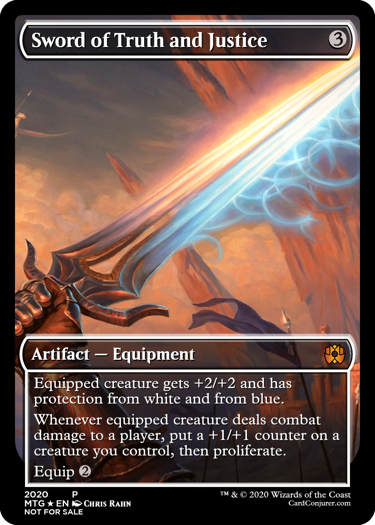 Sword of Truth and Justice 3
Artifact — Equipment
Equipped creature gets +2/+2 and has
protection from white and from blue.
Whenever equipped creature deals combat
damage to a player, put a +1/+1 counter on a
creature you control, then proliferate.
Equip 2
2020 P
MTG ★ EN Chris Rahn
NOT FOR SALE
™ & © 2020 Wizards of the Coast
CardConjurer.com